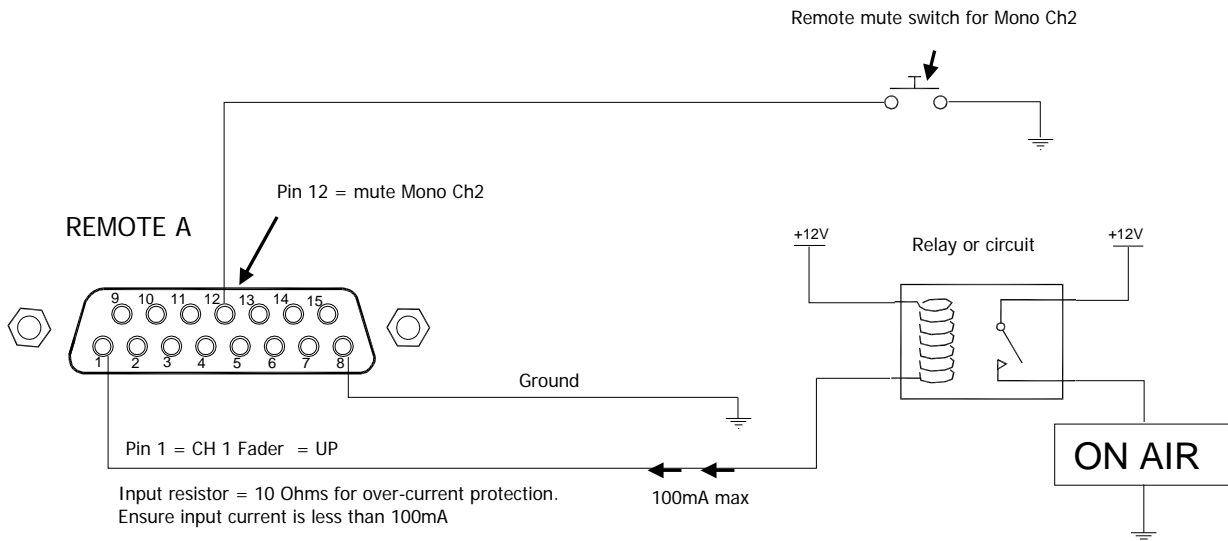 Remote mute switch for Mono Ch2
Pin 12 = mute Mono Ch2
REMOTE A
+12V
Relay or circuit
+12V
9 10 11 12 13 14 15
1 2 3 4 5 6 7 8
Ground
Pin 1 = CH 1 Fader = UP
ON AIR
Input resistor = 10 Ohms for over-current protection.
Ensure input current is less than 100mA
100mA max